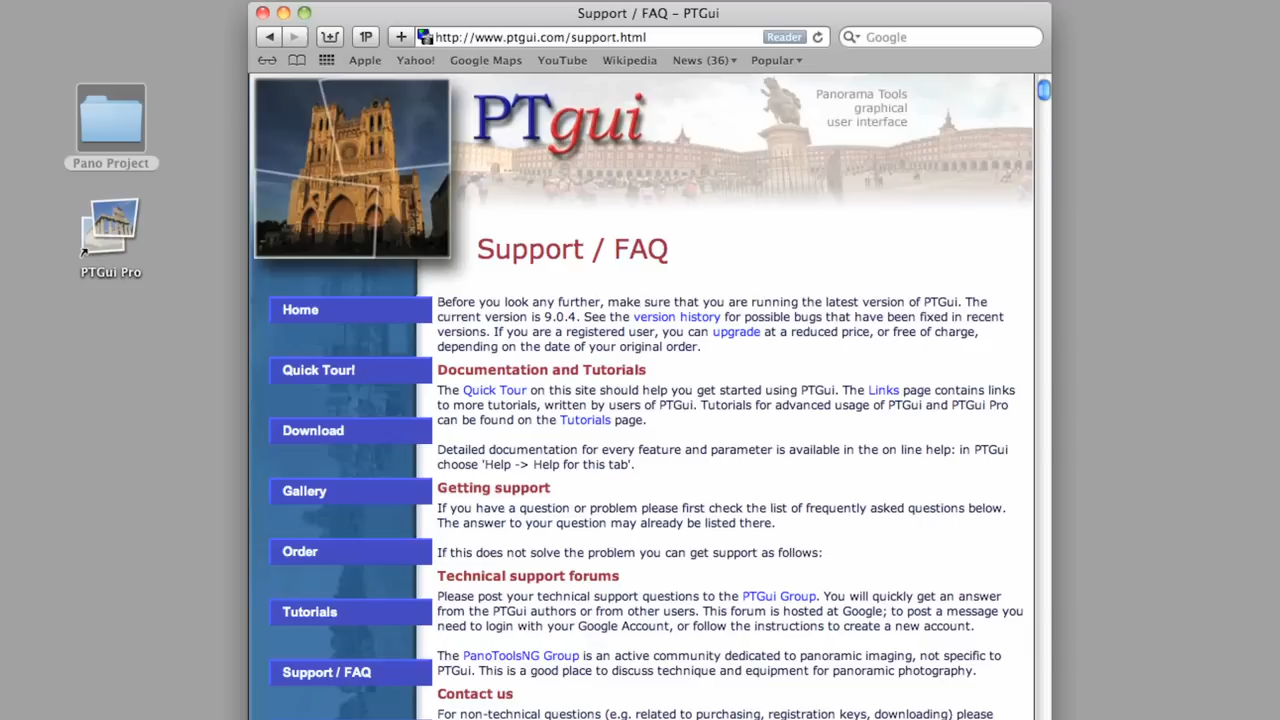 Support / FAQ – PTGui
1P
+
http://www.ptgui.com/support.html
Reader
Google
Apple
Yahoo!
Google Maps
YouTube
Wikipedia
News (36)
Popular
Pano Project
PTGui Pro
PTgui
Panorama Tools
graphical
user interface
Support / FAQ
Home
Quick Tour!
Download
Gallery
Order
Tutorials
Support / FAQ
Before you look any further, make sure that you are running the latest version of PTGui. The
current version is 9.0.4. See the version history for possible bugs that have been fixed in recent
versions. If you are a registered user, you can upgrade at a reduced price, or free of charge,
depending on the date of your original order.
Documentation and Tutorials
The Quick Tour on this site should help you get started using PTGui. The Links page contains links
to more tutorials, written by users of PTGui. Tutorials for advanced usage of PTGui and PTGui Pro
can be found on the Tutorials page.
Detailed documentation for every feature and parameter is available in the on line help: in PTGui
choose 'Help -> Help for this tab'.
Getting support
If you have a question or problem please first check the list of frequently asked questions below.
The answer to your question may already be listed there.
If this does not solve the problem you can get support as follows:
Technical support forums
Please post your technical support questions to the PTGui Group. You will quickly get an answer
from the PTGui authors or from other users. This forum is hosted at Google; to post a message you
need to login with your Google Account, or follow the instructions to create a new account.
The PanoToolsNG Group is an active community dedicated to panoramic imaging, not specific to
PTGui. This is a good place to discuss technique and equipment for panoramic photography.
Contact us
For non-technical questions (e.g. related to purchasing, registration keys, downloading) please